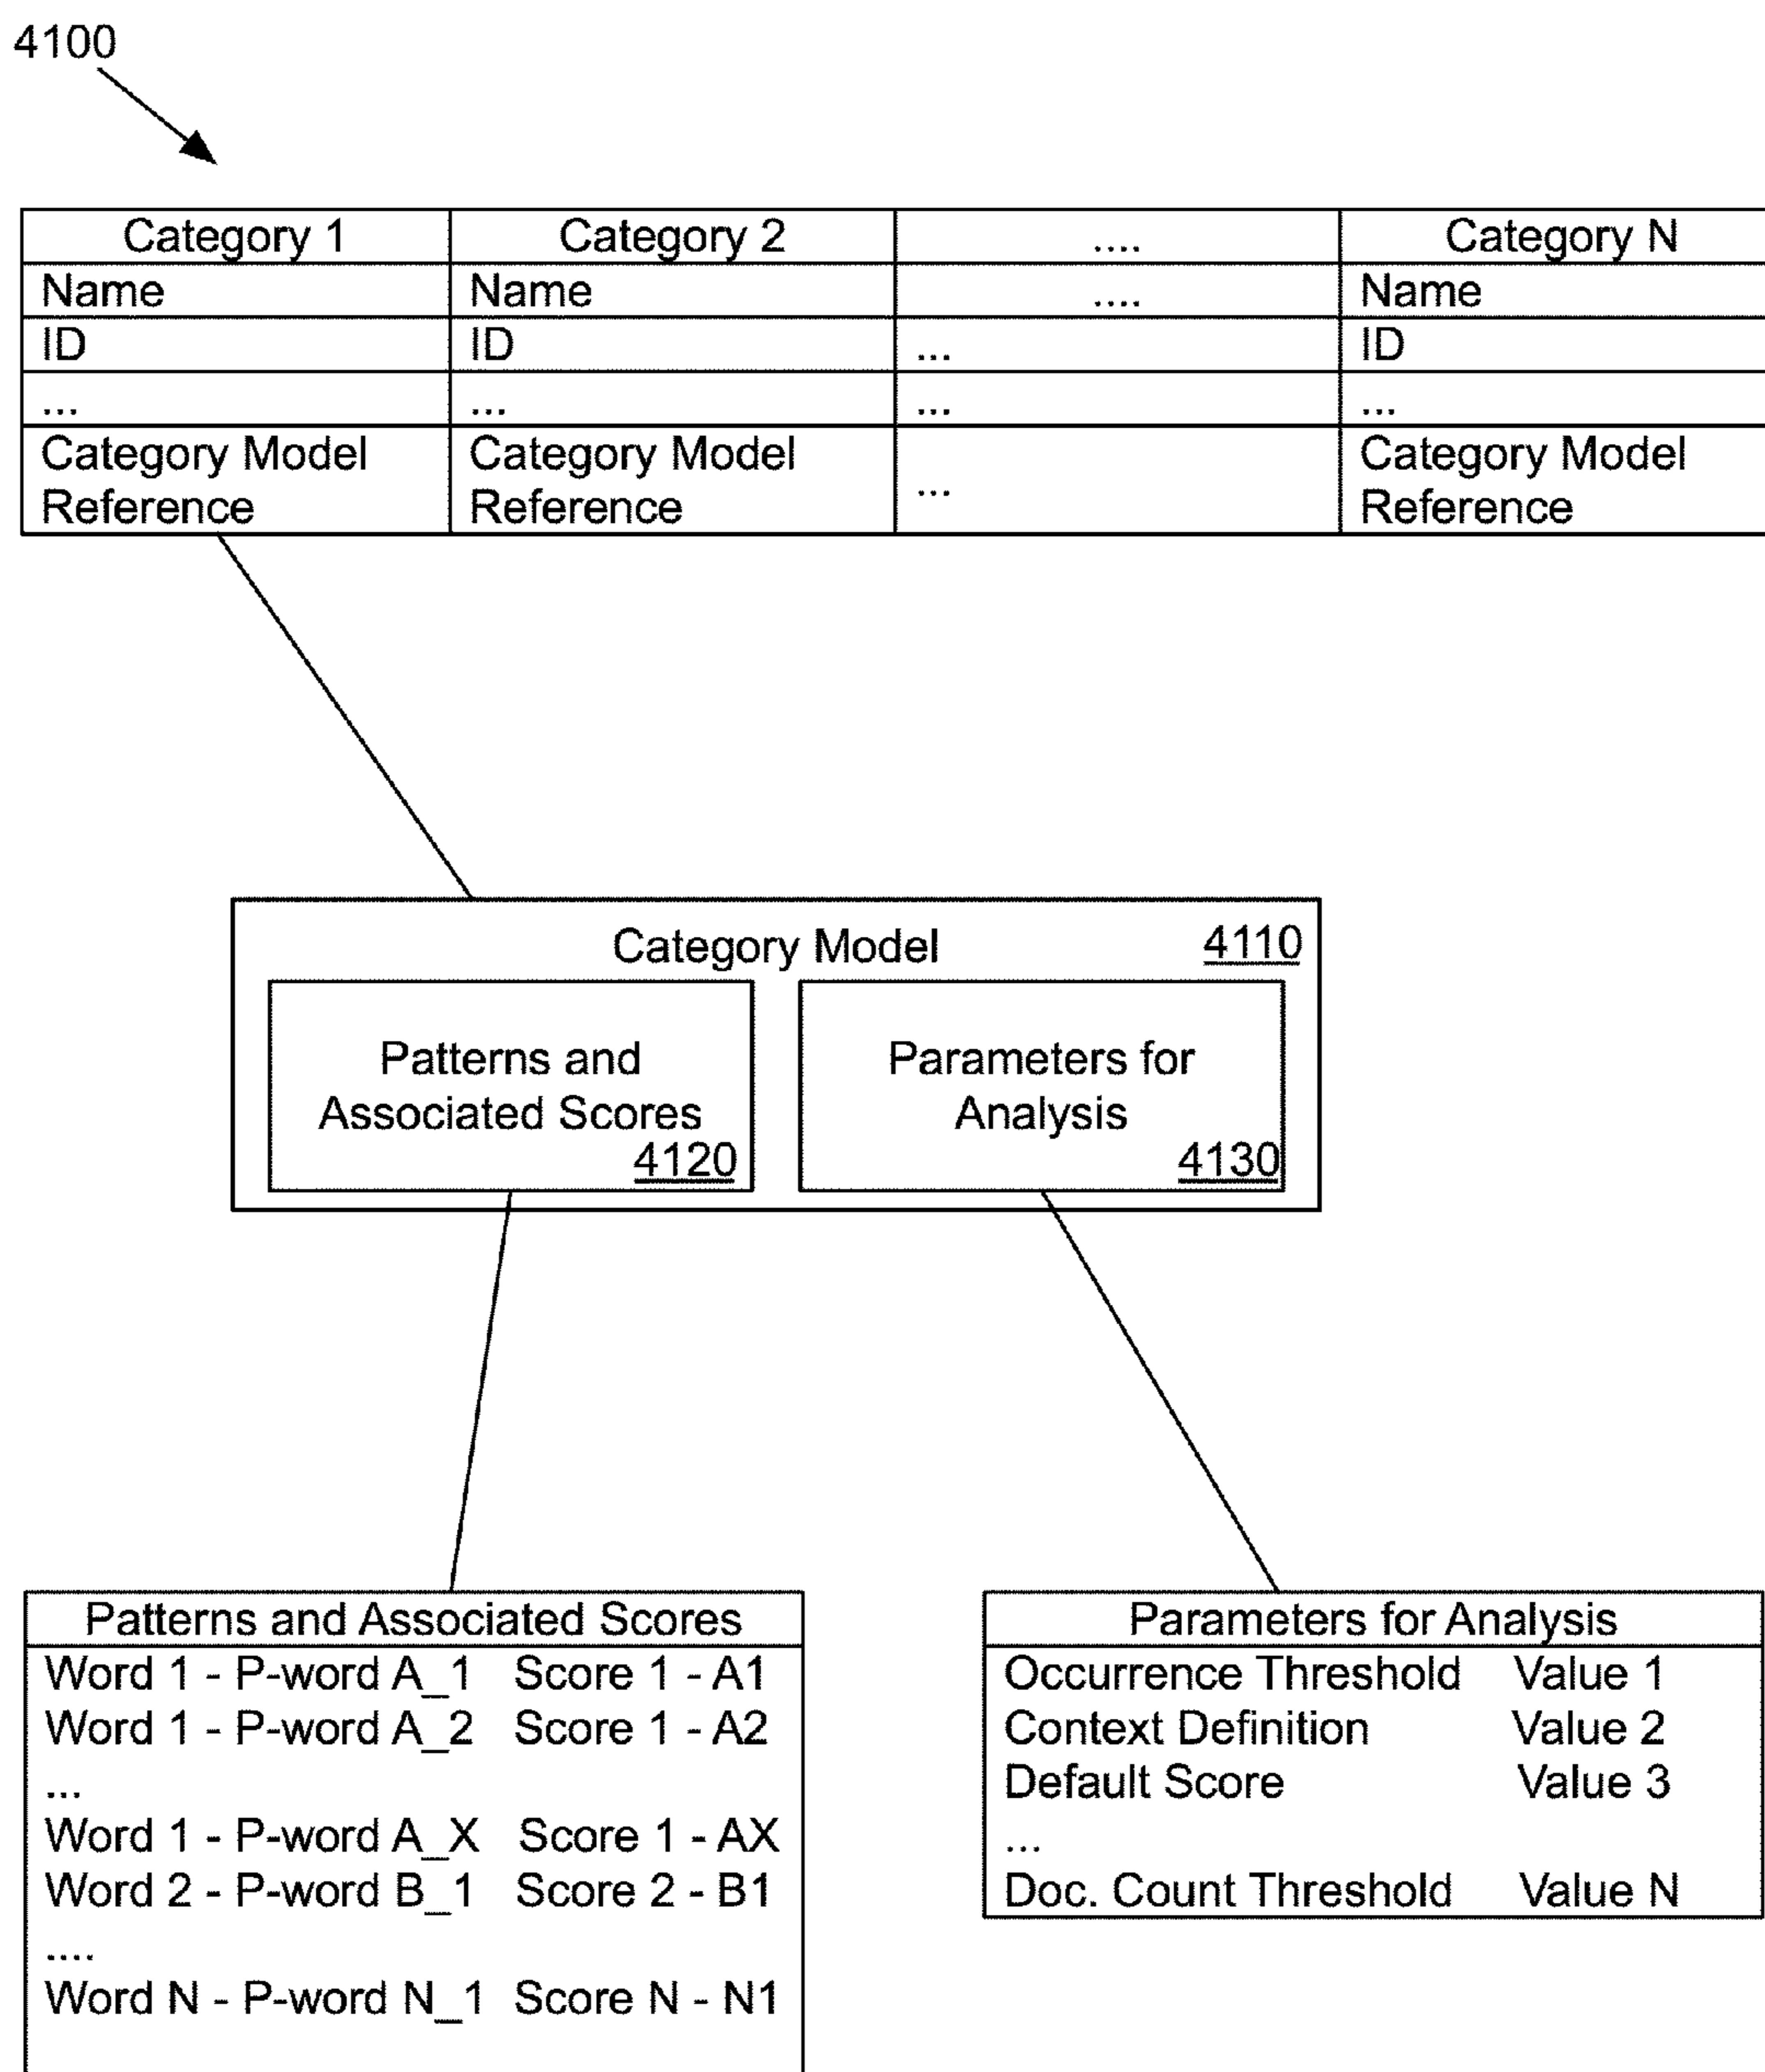 4100
Category 1 Category 2 .... Category N
Name Name .... Name
ID ID ... ID
... ... ... ...
Category Model Category Model ... Category Model
Reference Reference Reference
Category Model 4110
Patterns and Parameters for
Associated Scores Analysis
4120 4130
Patterns and Associated Scores
Word 1 - P-word A_1 Score 1 - A1
Word 1 - P-word A_2 Score 1 - A2
...
Word 1 - P-word A_X Score 1 - AX
Word 2 - P-word B_1 Score 2 - B1
....
Word N - P-word N_1 Score N - N1
Parameters for Analysis
Occurrence Threshold Value 1
Context Definition Value 2
Default Score Value 3
...
Doc. Count Threshold Value N